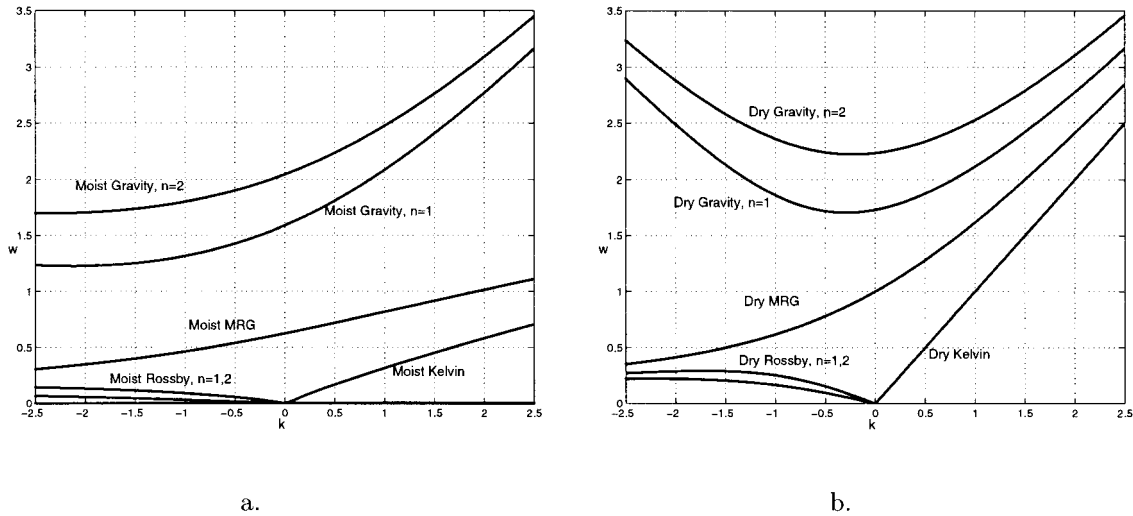 3.5
3
2.5
2
1.5
1
0.5
0
w
-2.5
-2
-1.5
-1
-0.5
0
0.5
1
1.5
2
2.5
k
Moist Gravity, n=2
Moist Gravity, n=1
Moist MRG
Moist Rossby, n=1,2
Moist Kelvin
a.
3.5
3
2.5
2
1.5
1
0.5
0
w
-2.5
-2
-1.5
-1
-0.5
0
0.5
1
1.5
2
2.5
k
Dry Gravity, n=2
Dry Gravity, n=1
Dry MRG
Dry Rossby, n=1,2
Dry Kelvin
b.